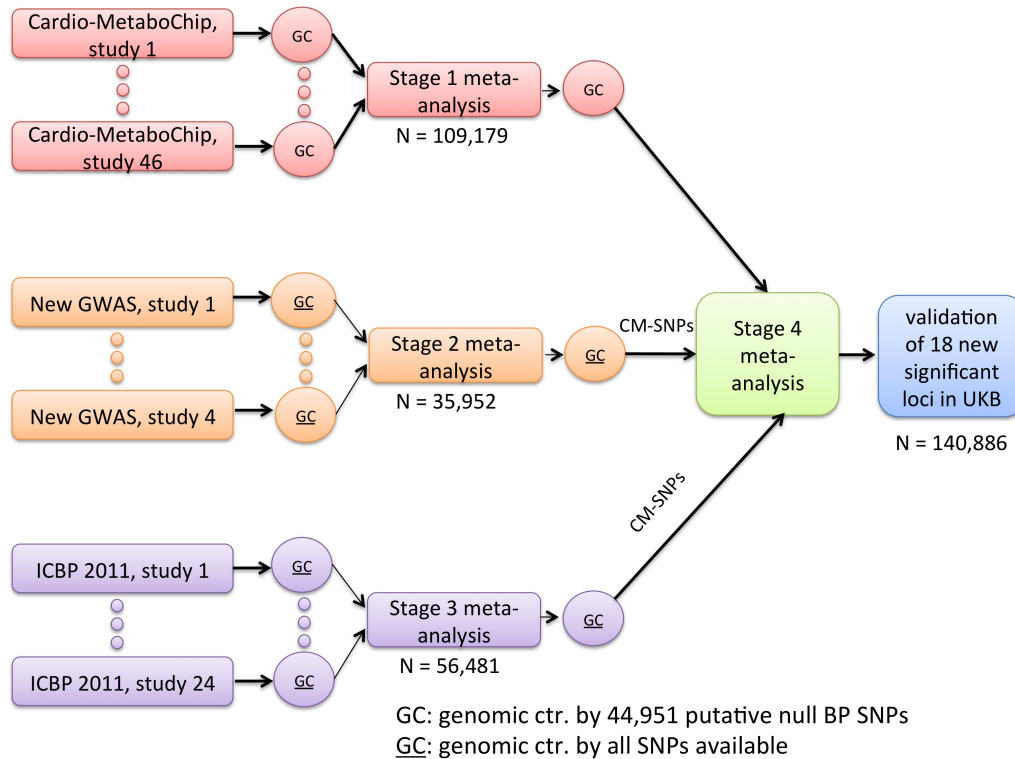 Cardio-MetaboChip,
study 1
GC
Stage 1 meta-
analysis
GC
N = 109,179
Cardio-MetaboChip,
study 46
GC
New GWAS, study 1
GC
Stage 2 meta-
analysis
GC
CM-SNPs
N = 35,952
New GWAS, study 4
GC
Stage 4
meta-
analysis
validation
of 18 new
significant
loci in UKB
N = 140,886
CM-SNPs
ICBP 2011, study 1
GC
Stage 3 meta-
analysis
GC
N = 56,481
ICBP 2011, study 24
GC
GC: genomic ctr. by 44,951 putative null BP SNPs
GC: genomic ctr. by all SNPs available